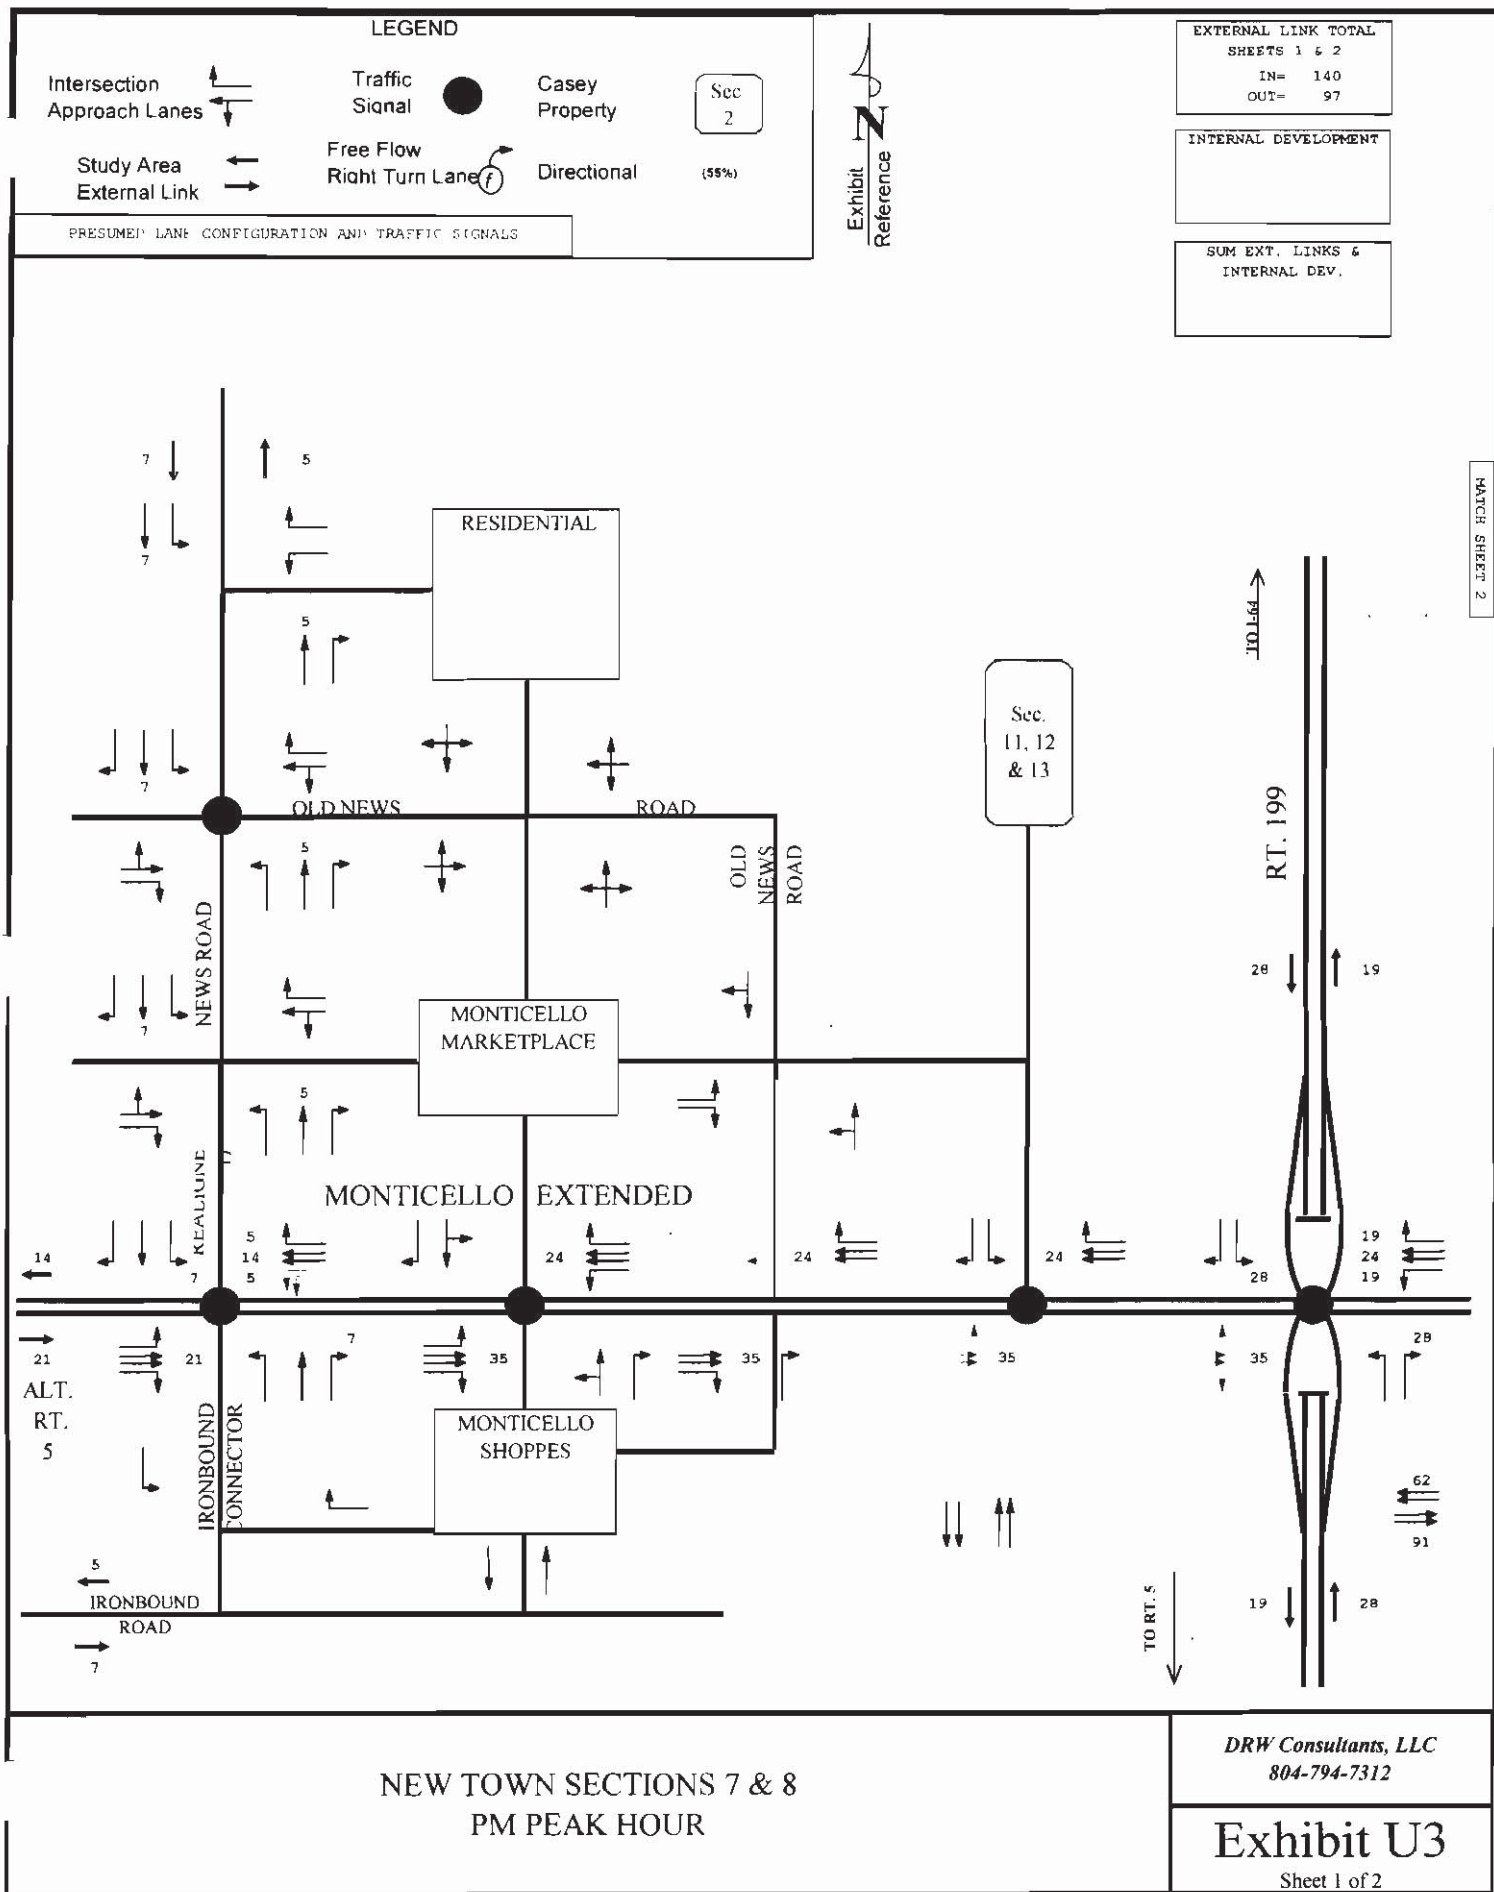 LEGEND
Intersection
Approach Lanes
Traffic
Signal
Casey
Property
Sec
2
Study Area
External Link
Free Flow
Right Turn Lane
f
Directional
(55%)
PRESUMED LANE CONFIGURATION AND TRAFFIC SIGNALS
N
Exhibit
Reference
EXTERNAL LINK TOTAL
SHEETS 1 & 2
IN= 140
OUT= 97
INTERNAL DEVELOPMENT
SUM EXT. LINKS &
INTERNAL DEV.
MATCH SHEET 2
7
5
7
RESIDENTIAL
5
TO I-64
Sec.
11, 12
& 13
7
OLD NEWS ROAD
5
OLD
NEWS
ROAD
RT. 199
NEWS ROAD
28
19
7
MONTICELLO
MARKETPLACE
5
REALIGNE
MONTICELLO EXTENDED
14
5
14
7
5
24
24
24
28
19
24
19
21
21
7
35
35
35
35
28
ALT.
RT.
5
IRONBOUND
CONNECTOR
MONTICELLO
SHOPPES
62
91
5
IRONBOUND
ROAD
7
TO RT. 5
19
28
NEW TOWN SECTIONS 7 & 8
PM PEAK HOUR
DRW Consultants, LLC
804-794-7312
Exhibit U3
Sheet 1 of 2